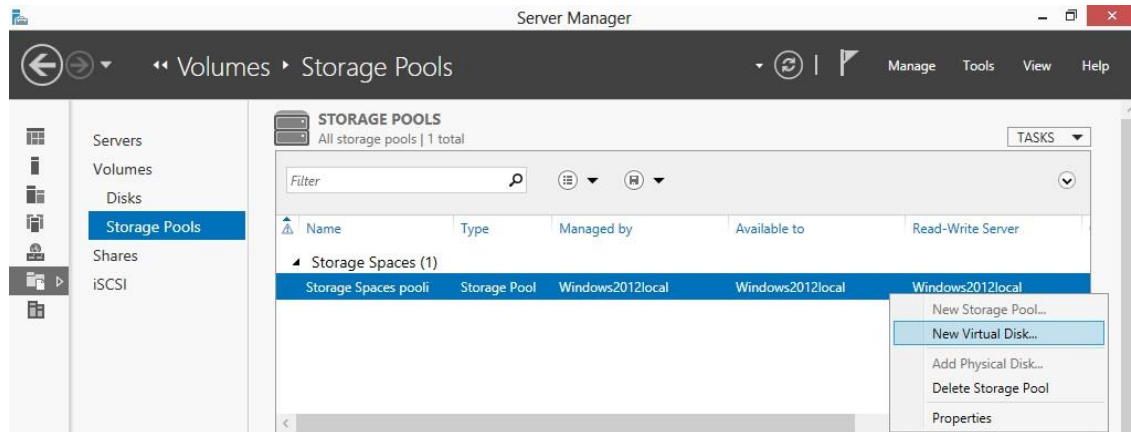 Server Manager
Volumes Storage Pools
Manage Tools View Help
STORAGE POOLS
All storage pools | 1 total
TASKS
Servers
Volumes
Disks
Storage Pools
Shares
iSCSI
Filter
Name Type Managed by Available to Read-Write Server
Storage Spaces (1)
Storage Spaces pooli Storage Pool Windows2012local Windows2012local Windows2012local
New Storage Pool...
New Virtual Disk...
Add Physical Disk...
Delete Storage Pool
Properties